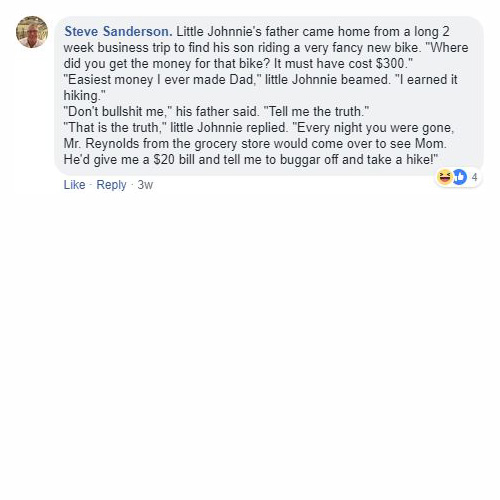 Steve Sanderson. Little Johnnie's father came home from a long 2
week business trip to find his son riding a very fancy new bike. "Where
did you get the money for that bike? It must have cost $300."
"Easiest money I ever made Dad," little Johnnie beamed. "I earned it
hiking."
"Don't bullshit me," his father said. "Tell me the truth."
"That is the truth," little Johnnie replied. "Every night you were gone,
Mr. Reynolds from the grocery store would come over to see Mom.
He'd give me a $20 bill and tell me to buggar off and take a hike!"
4
Like · Reply · 3w